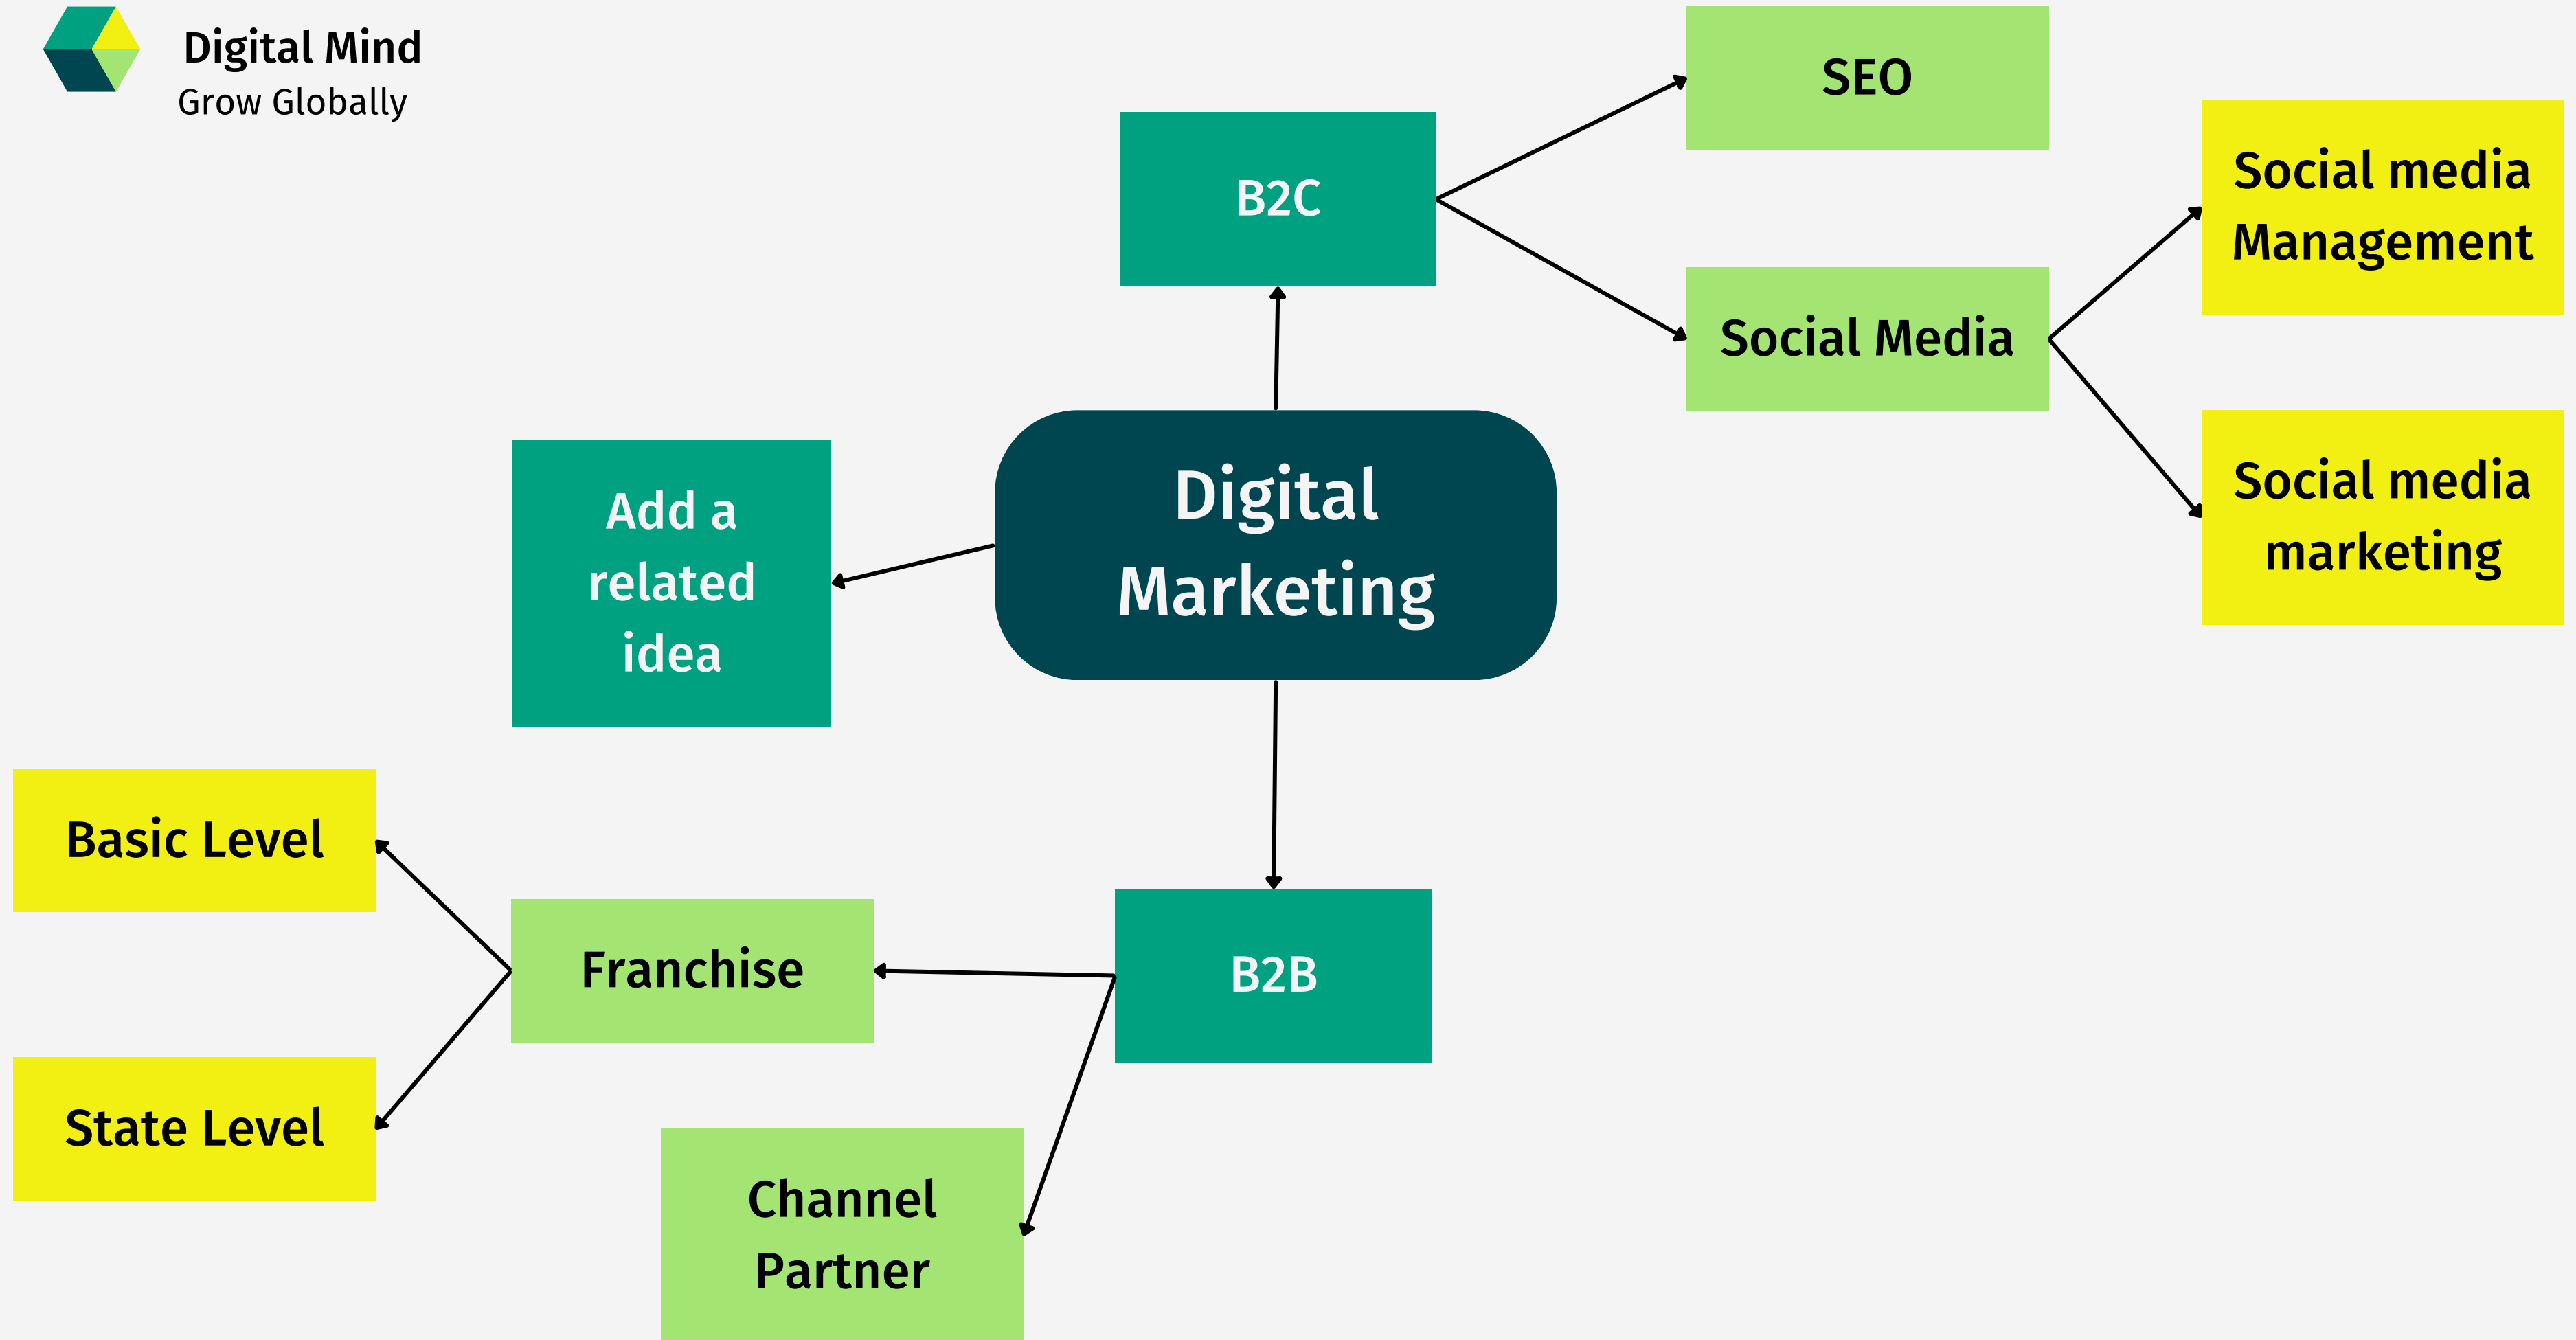 Digital Mind
Grow Globally
SEO
B2C
Social media
Management
Social Media
Digital
Marketing
Social media
marketing
Add a
related
idea
Basic Level
Franchise
B2B
State Level
Channel
Partner